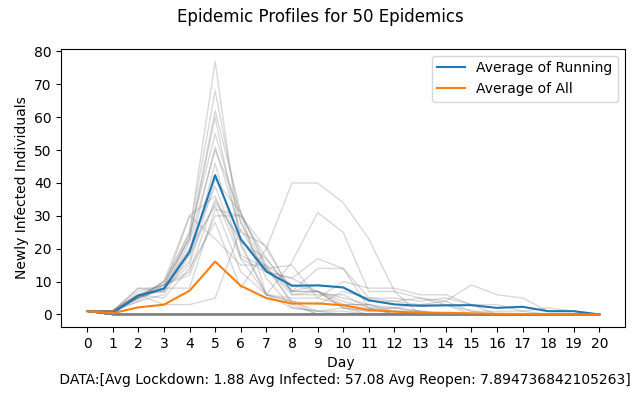 Epidemic Profiles for 50 Epidemics
80
70
60
50
40
30
20
10
0
Newly Infected Individuals
Average of Running
Average of All
0 1 2 3 4 5 6 7 8 9 10 11 12 13 14 15 16 17 18 19 20
Day
DATA:[Avg Lockdown: 1.88 Avg Infected: 57.08 Avg Reopen: 7.894736842105263]